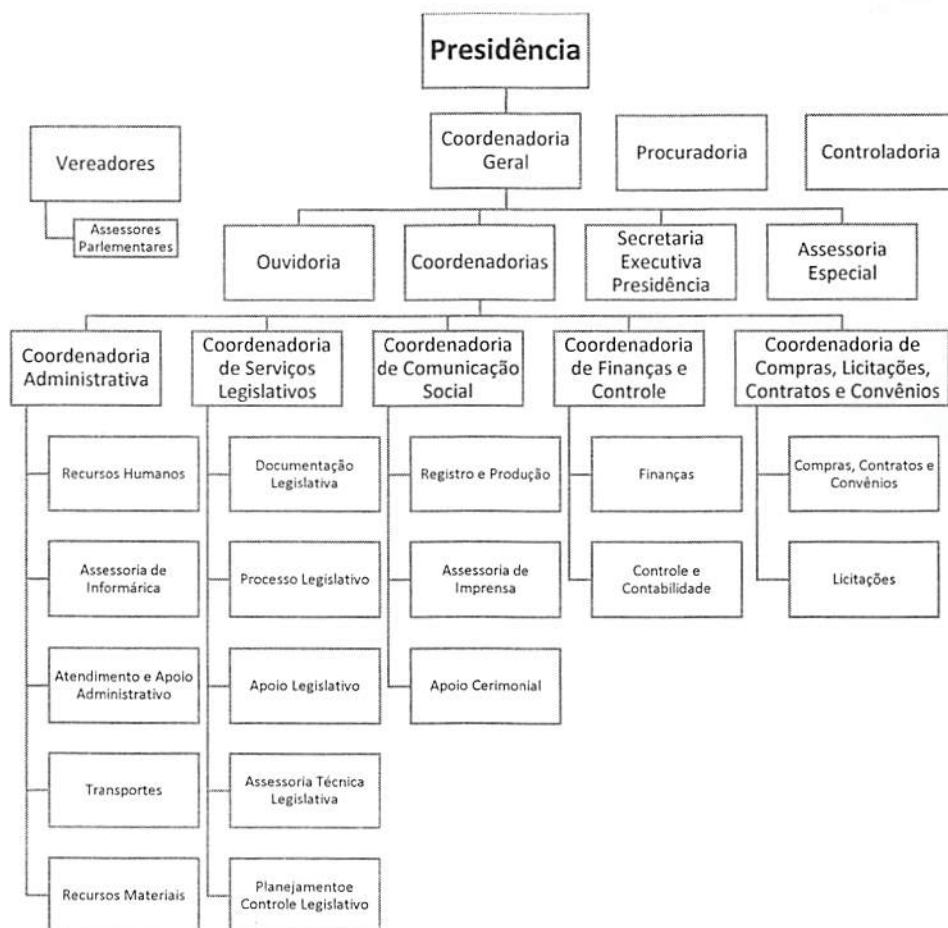 Presidência
Coordenadoria
Geral
Procuradoria
Controladoria
Vereadores
Assessores
Parlementares
Ouvidoria
Coordenadorias
Secretaria
Executiva
Presidência
Assessoria
Especial
Coordenadoria
Administrativa
Coordenadoria
de Serviços
Legislativos
Coordenadoria
de Comunicação
Social
Coordenadoria
de Finanças e
Controle
Coordenadoria de
Compras, Licitações,
Contratos e Convênios
Recursos Humanos
Documentação
Legislativa
Registro e Produção
Finanças
Compras, Contratos e
Convênios
Assessoria de
Informárica
Processo Legislativo
Assessoria de
Imprensa
Controle e
Contabilidade
Licitações
Atendimento e Apoio
Administrativo
Apoio Legislativo
Apoio Cerimonial
Transportes
Assessoria Técnica
Legislativa
Recursos Materiais
Planejamentoe
Controle Legislativo